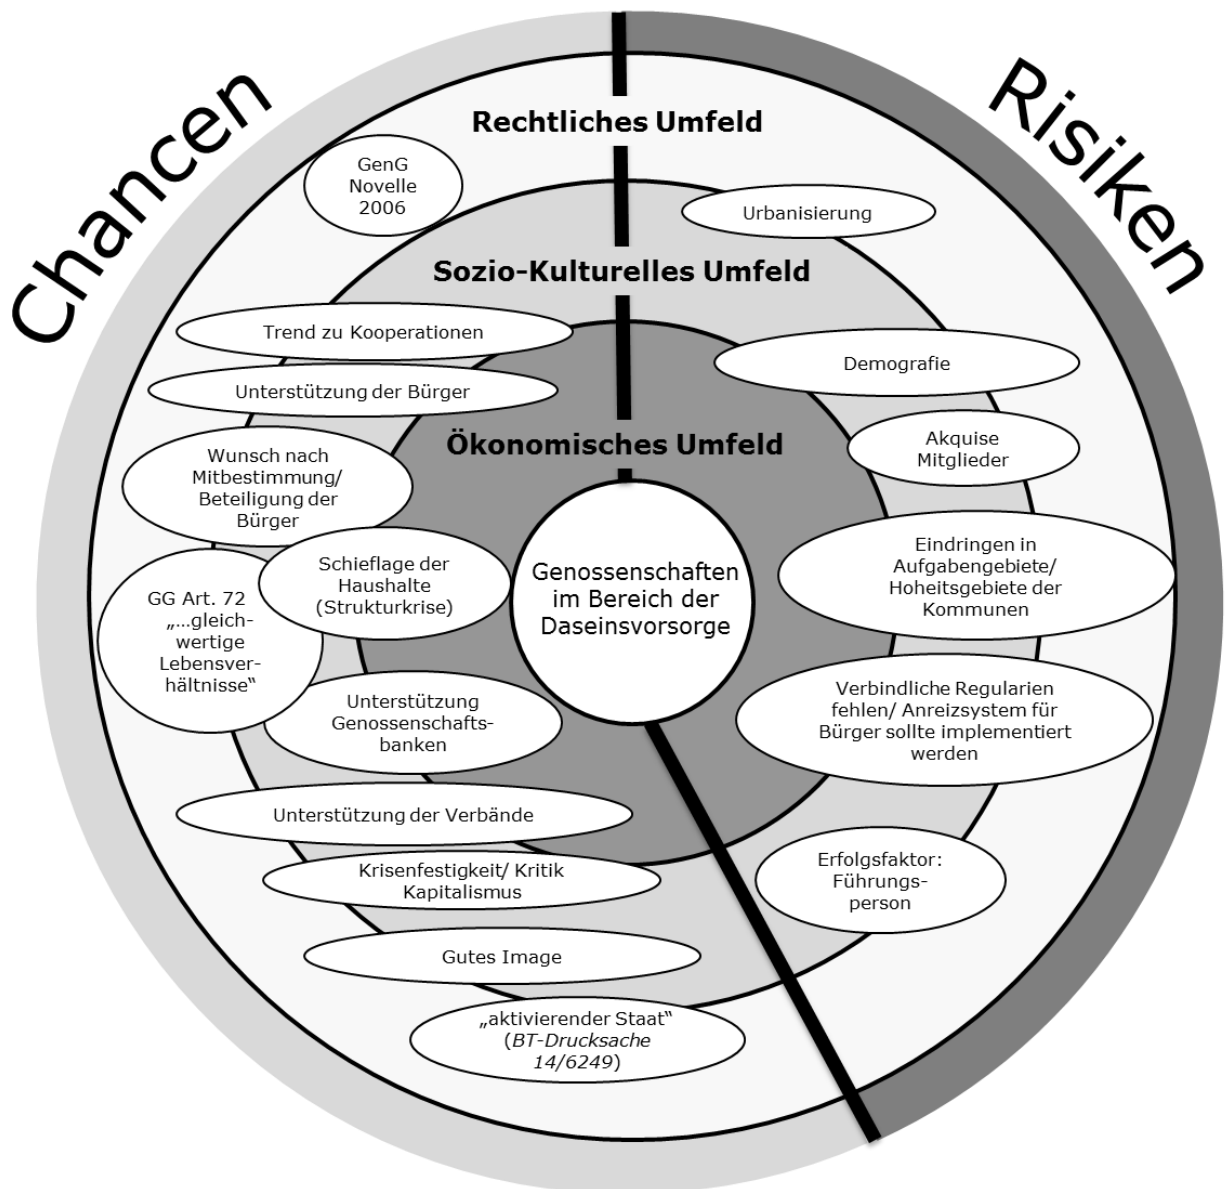 Chancen
Risiken
Rechtliches Umfeld
GenG
Novelle
2006
Urbanisierung
Sozio-Kulturelles Umfeld
Trend zu Kooperationen
Demografie
Unterstützung der Bürger
Ökonomisches Umfeld
Akquise
Mitglieder
Wunsch nach
Mitbestimmung/
Beteiligung der
Bürger
Schieflage der
Haushalte
(Strukturkrise)
Genossenschaften
im Bereich der
Daseinsvorsorge
Eindringen in
Aufgabengebiete/
Hoheitsgebiete der
Kommunen
GG Art. 72
„...gleich-
wertige
Lebensver-
hältnisse“
Unterstützung
Genossenschafts-
banken
Verbindliche Regularien
fehlen/ Anreizsystem für
Bürger sollte implementiert
werden
Unterstützung der Verbände
Krisenfestigkeit/ Kritik
Kapitalismus
Erfolgsfaktor:
Führungs-
person
Gutes Image
„aktivierender Staat“
(BT-Drucksache
14/6249)